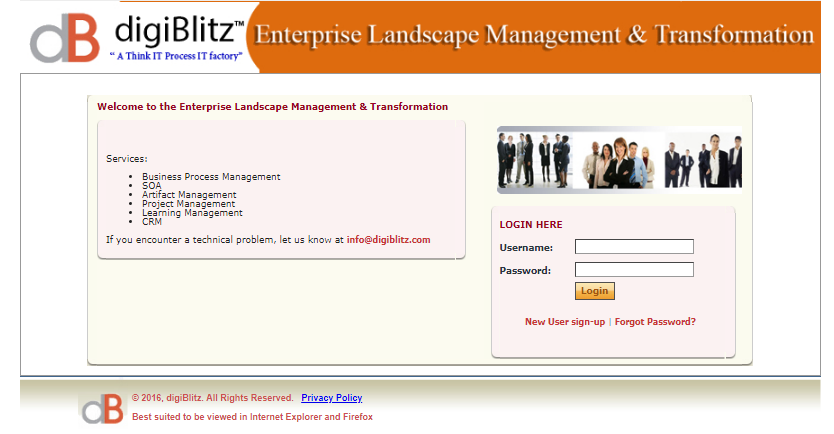 dB digiBlitz™ Enterprise Landscape Management & Transformation
“ A Think IT Process IT factory”
Welcome to the Enterprise Landscape Management & Transformation
Services:
• Business Process Management
• SOA
• Artifact Management
• Project Management
• Learning Management
• CRM
If you encounter a technical problem, let us know at info@digiblitz.com
LOGIN HERE
Username:
Password:
Login
New User sign-up | Forgot Password?
dB © 2016, digiBlitz. All Rights Reserved. Privacy Policy
Best suited to be viewed in Internet Explorer and Firefox